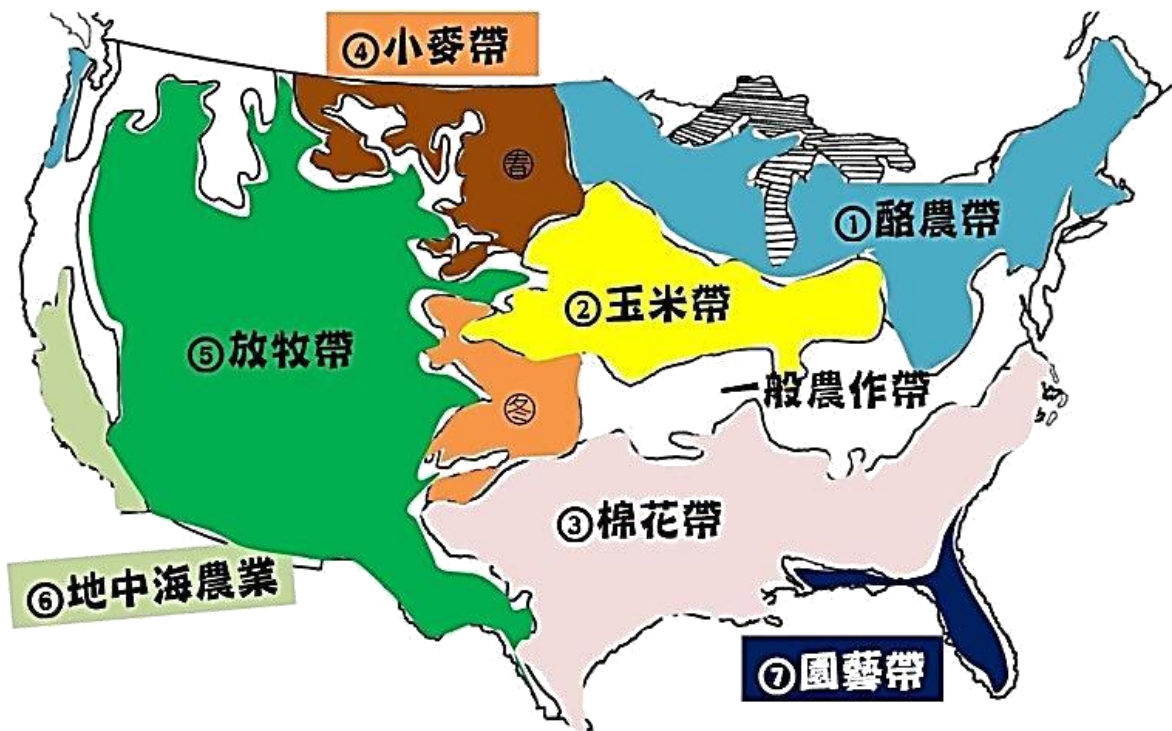 ④小麥帶
㊊春
①酪農帶
②玉米帶
⑤放牧帶
一般農作帶
冬
③棉花帶
⑥地中海農業
⑦園藝帶